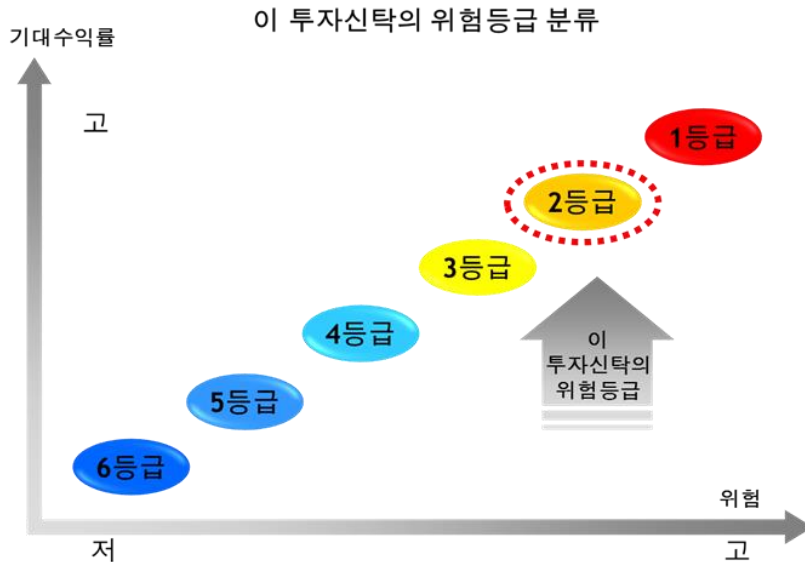 이 투자신탁의 위험등급 분류
기대수익률
고
1등급
2등급
3등급
4등급
5등급
6등급
이
투자신탁의
위험등급
위험
저
고